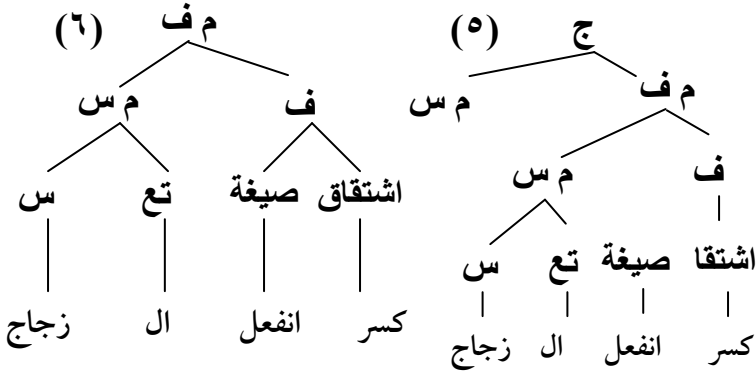 (٥) ج
م س م ف
م س ف
س تع صيغة اشتقا
زجاج ال انفعل كسر
(٦) م ف
م س ف
س تع صيغة اشتقاق
زجاج ال انفعل كسر